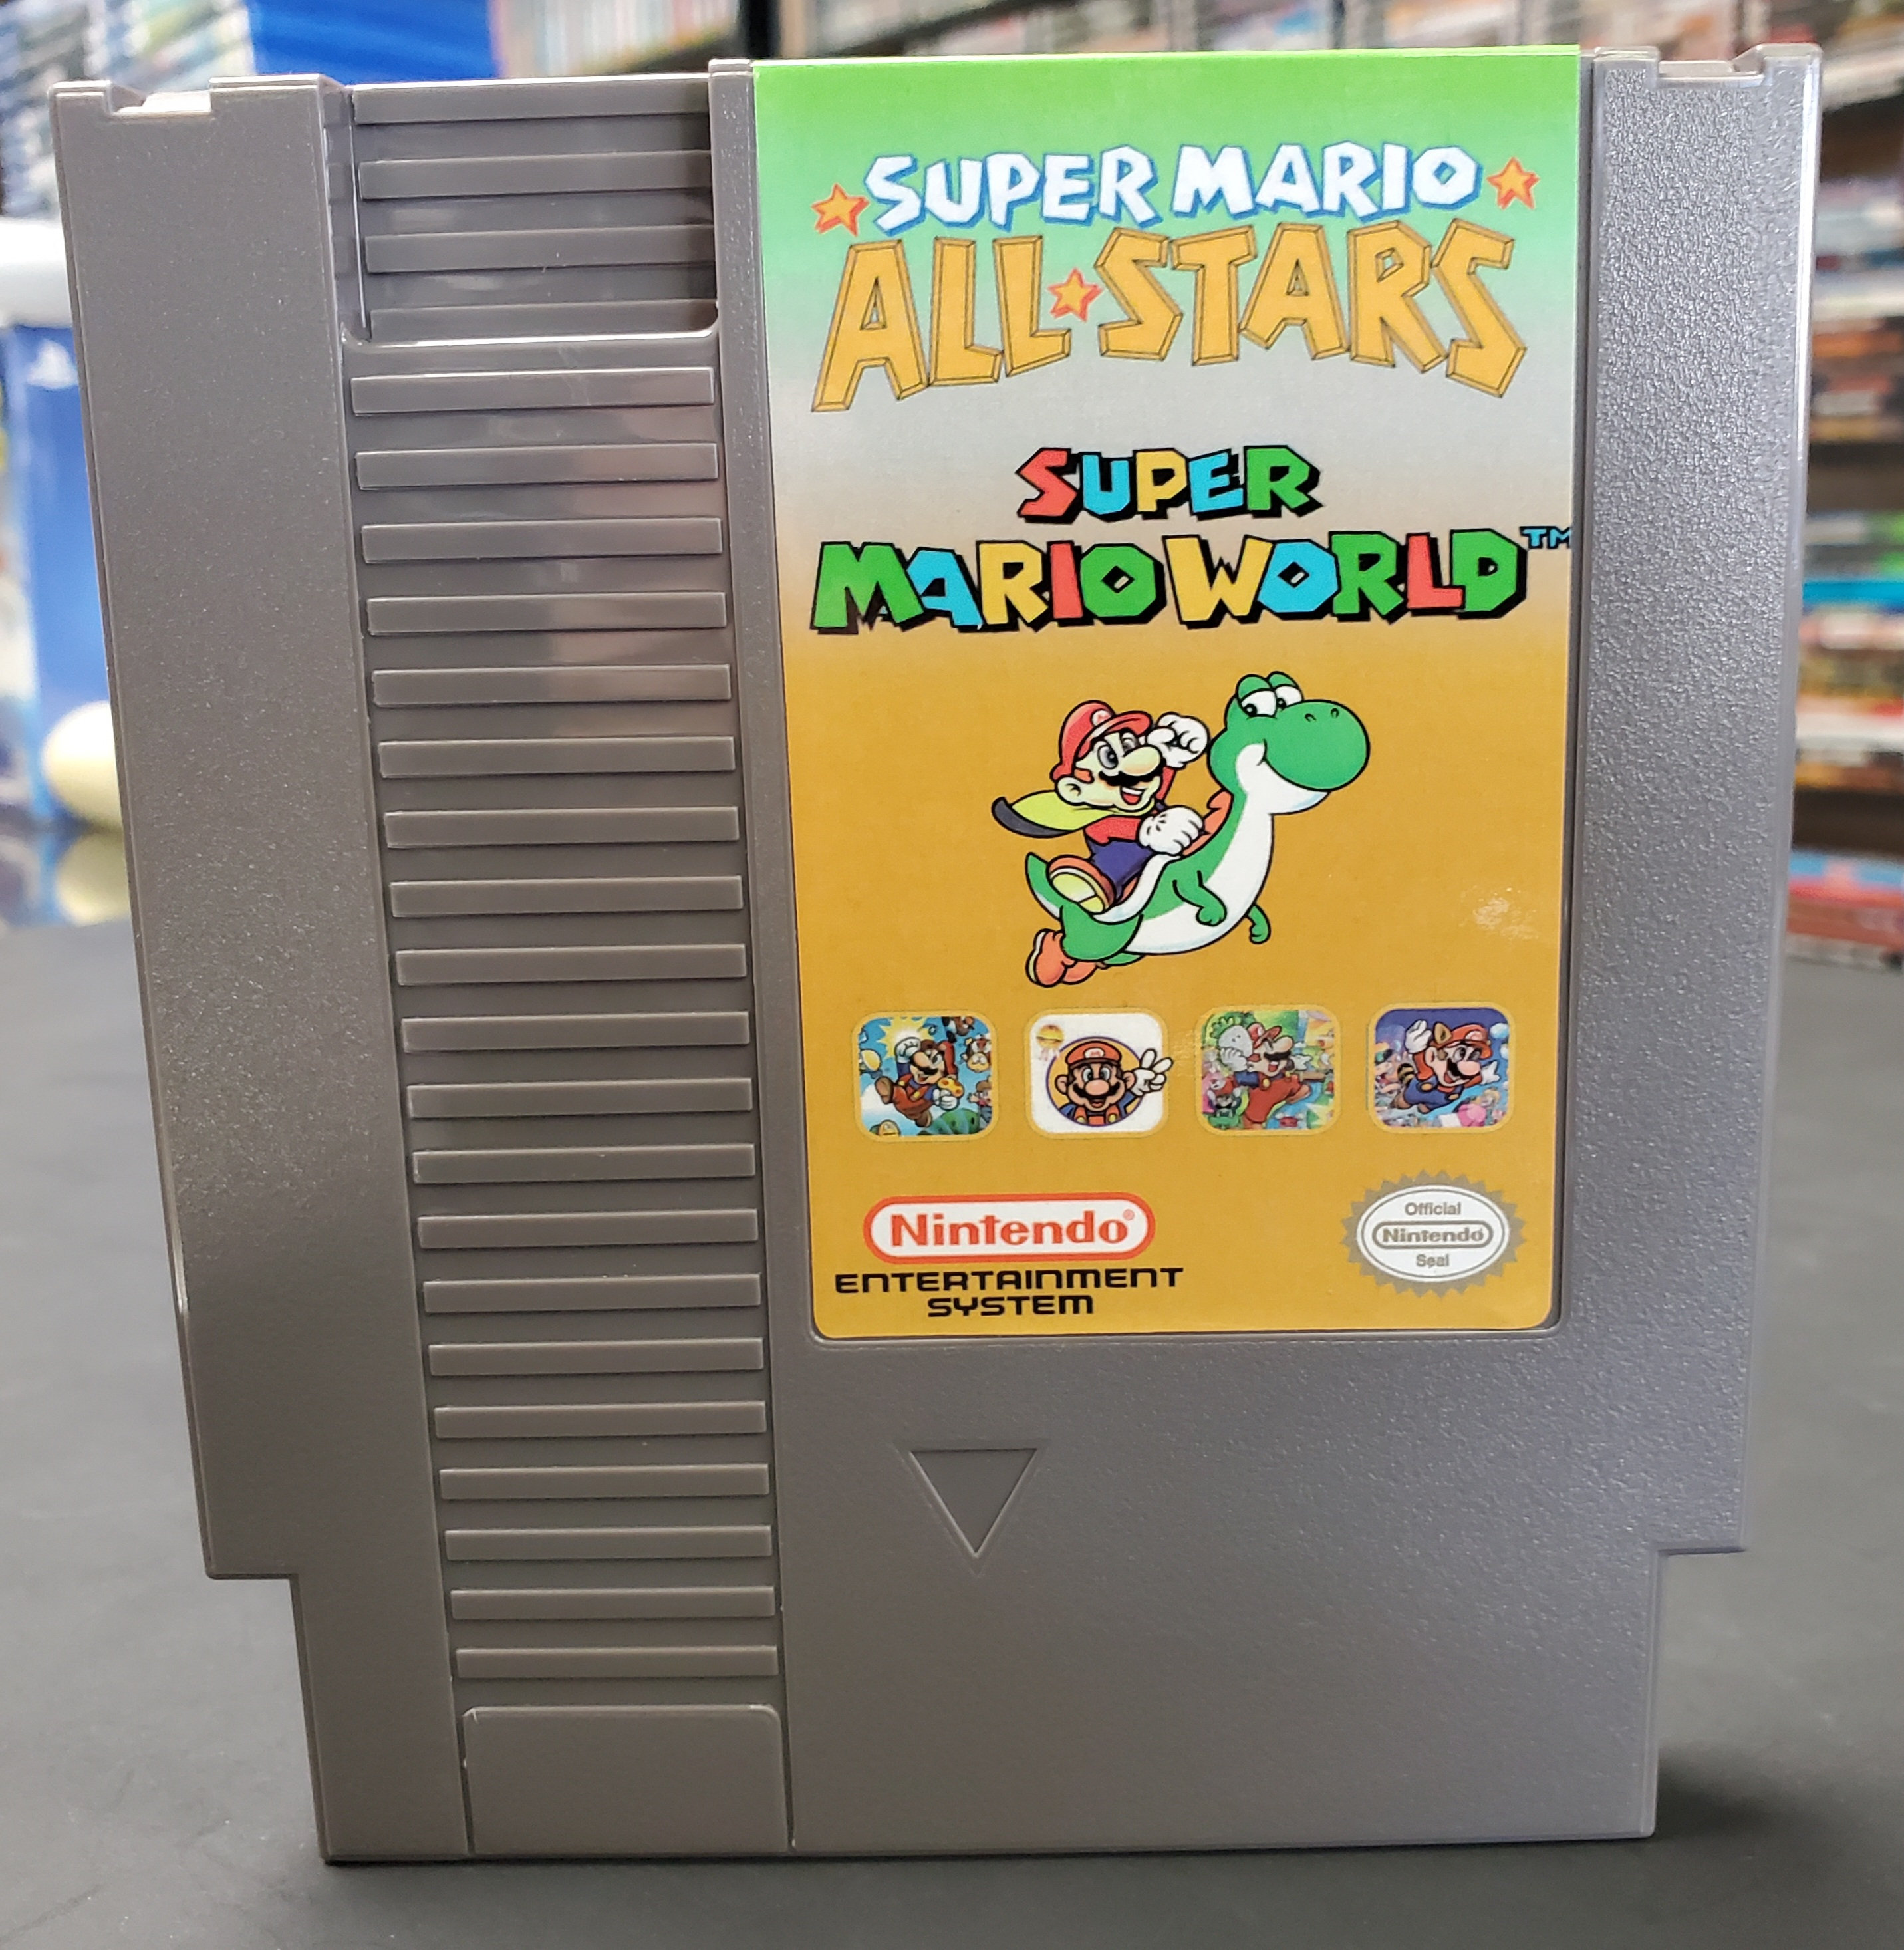 SUPER MARIO
ALL STARS
SUPER
MARIO WORLD™
Nintendo®
ENTERTAINMENT
SYSTEM
Official
Nintendo
Seal